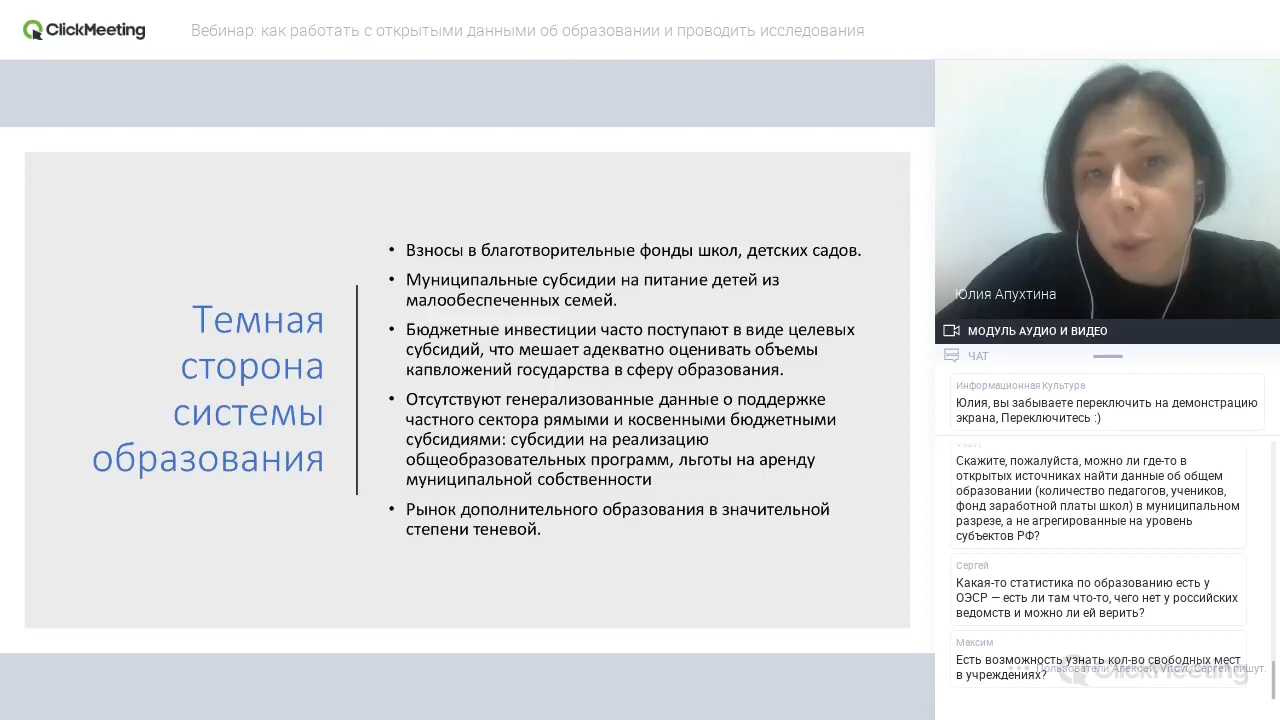 ClickMeeting
Вебинар: как работать с открытыми данными об образовании и проводить исследования
Темная
сторона
системы
образования
• Взносы в благотворительные фонды школ, детских садов.
• Муниципальные субсидии на питание детей из
малообеспеченных семей.
• Бюджетные инвестиции часто поступают в виде целевых
субсидий, что мешает адекватно оценивать объемы
капвложений государства в сферу образования.
• Отсутствуют генерализованные данные о поддержке
частного сектора рямыми и косвенными бюджетными
субсидиями: субсидии на реализацию
общеобразовательных программ, льготы на аренду
муниципальной собственности
• Рынок дополнительного образования в значительной
степени теневой.
Юлия Апухтина
МОДУЛЬ АУДИО И ВИДЕО
ЧАТ
Информационная Культура
Юлия, вы забываете переключить на демонстрацию
экрана, Переключитесь :)
Скажите, пожалуйста, можно ли где-то в
открытых источниках найти данные об общем
образовании (количество педагогов, учеников,
фонд заработной платы школ) в муниципальном
разрезе, а не агрегированные на уровень
субъектов РФ?
Сергей
Какая-то статистика по образованию есть у
ОЭСР — есть ли там что-то, чего нет у российских
ведомств и можно ли ей верить?
Максим
Есть возможность узнать кол-во свободных мест
в учреждениях?
Пользователи Алексей, Vitovt, Сергей пишут.
ClickMeeting